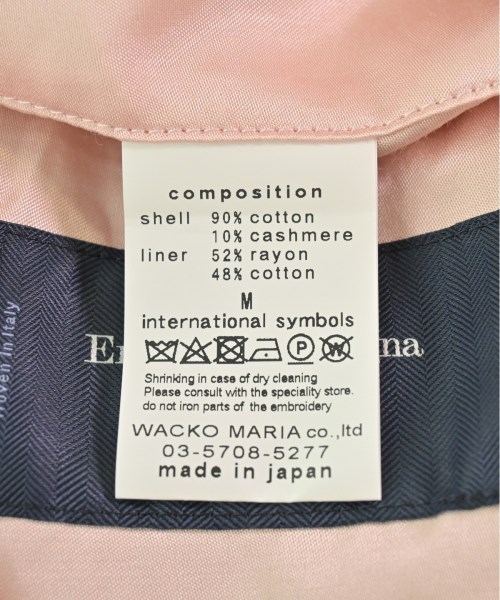 composition
shell 90% cotton
10% cashmere
liner 52% rayon
48% cotton
M
international symbols
P W
Shrinking in case of dry cleaning
Please consult with the speciality store.
do not iron parts of the embroidery
WACKO MARIA co.,ltd
03-5708-5277
made in japan
Woven In Italy